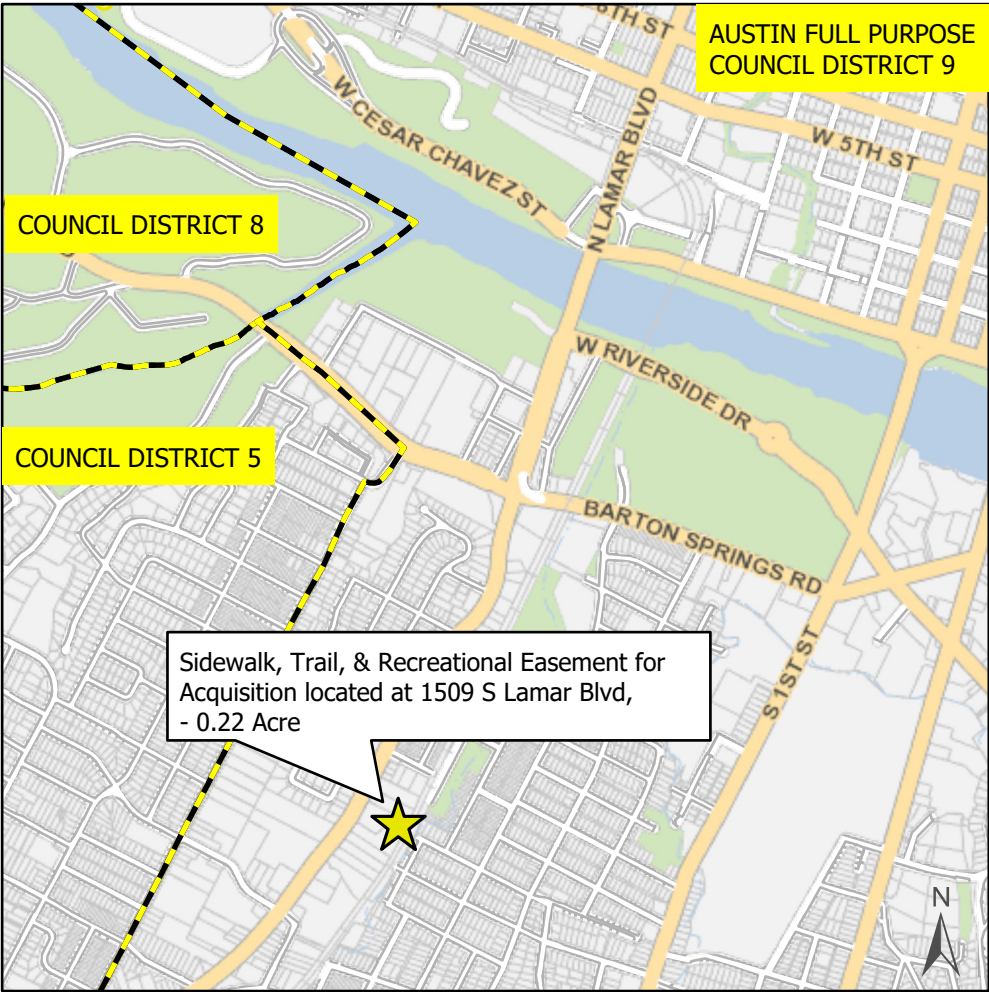 8TH ST
AUSTIN FULL PURPOSE
COUNCIL DISTRICT 9
W CESAR CHAVEZ ST
N LAMAR BLVD
W 5TH ST
COUNCIL DISTRICT 8
W RIVERSIDE DR
COUNCIL DISTRICT 5
BARTON SPRINGS RD
Sidewalk, Trail, & Recreational Easement for
Acquisition located at 1509 S Lamar Blvd,
- 0.22 Acre
S 1ST ST
N